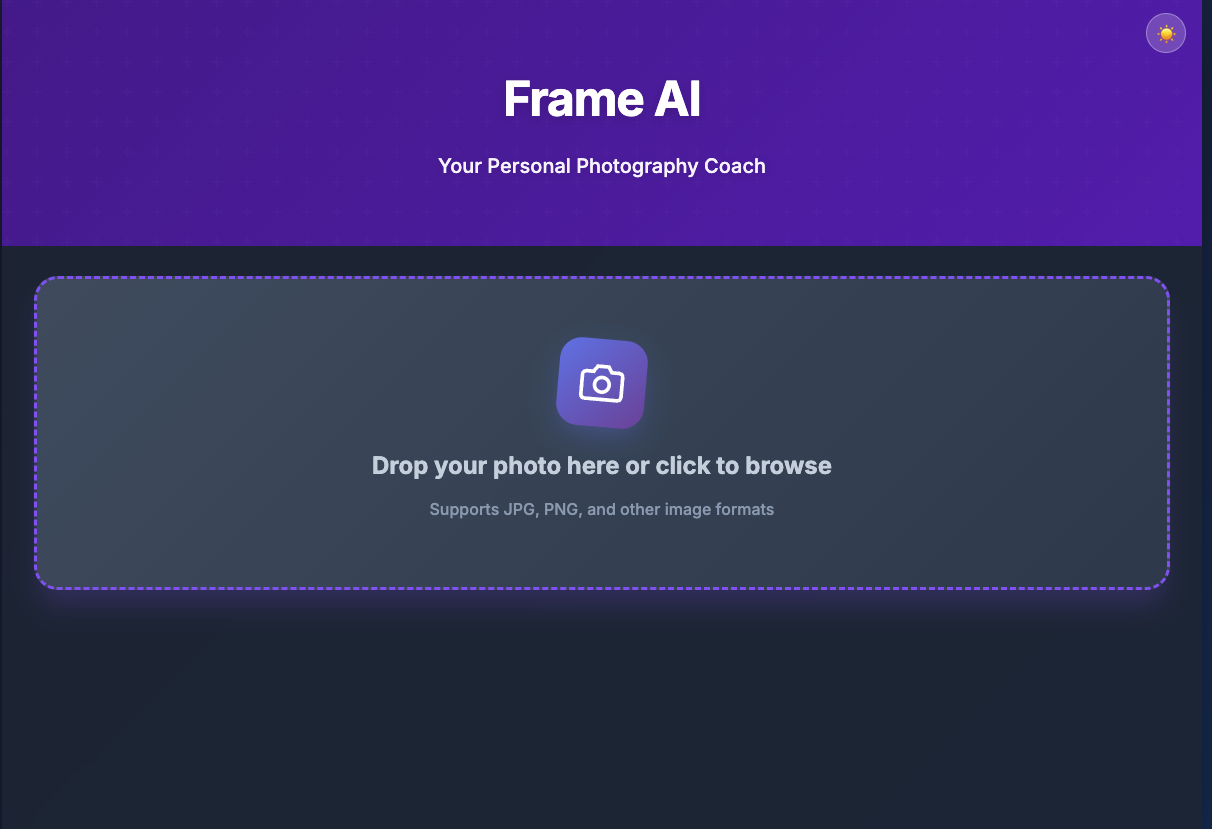 Frame AI
Your Personal Photography Coach
Drop your photo here or click to browse
Supports JPG, PNG, and other image formats